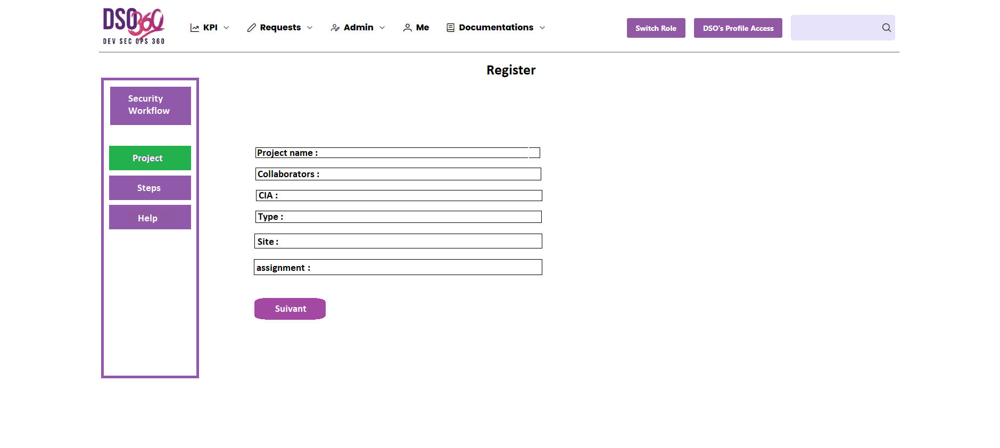 DSO360
DEV SEC OPS 360
KPI
Requests
Admin
Me
Documentations
Switch Role
DSO's Profile Access
Register
Security
Workflow
Project
Steps
Help
Project name :
Collaborators :
CIA :
Type :
Site :
assignment :
Suivant